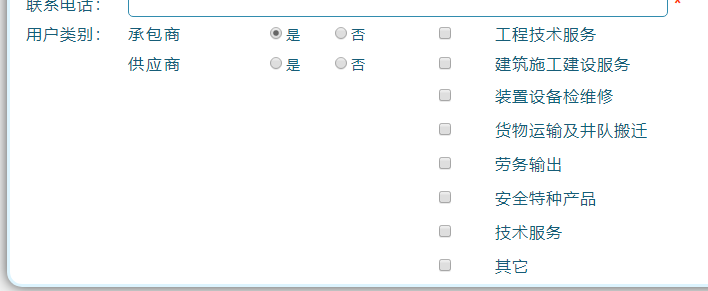 联系电话： *
用户类别： 承包商 是 否 工程技术服务
供应商 是 否 建筑施工建设服务
装置设备检维修
货物运输及井队搬迁
劳务输出
安全特种产品
技术服务
其它